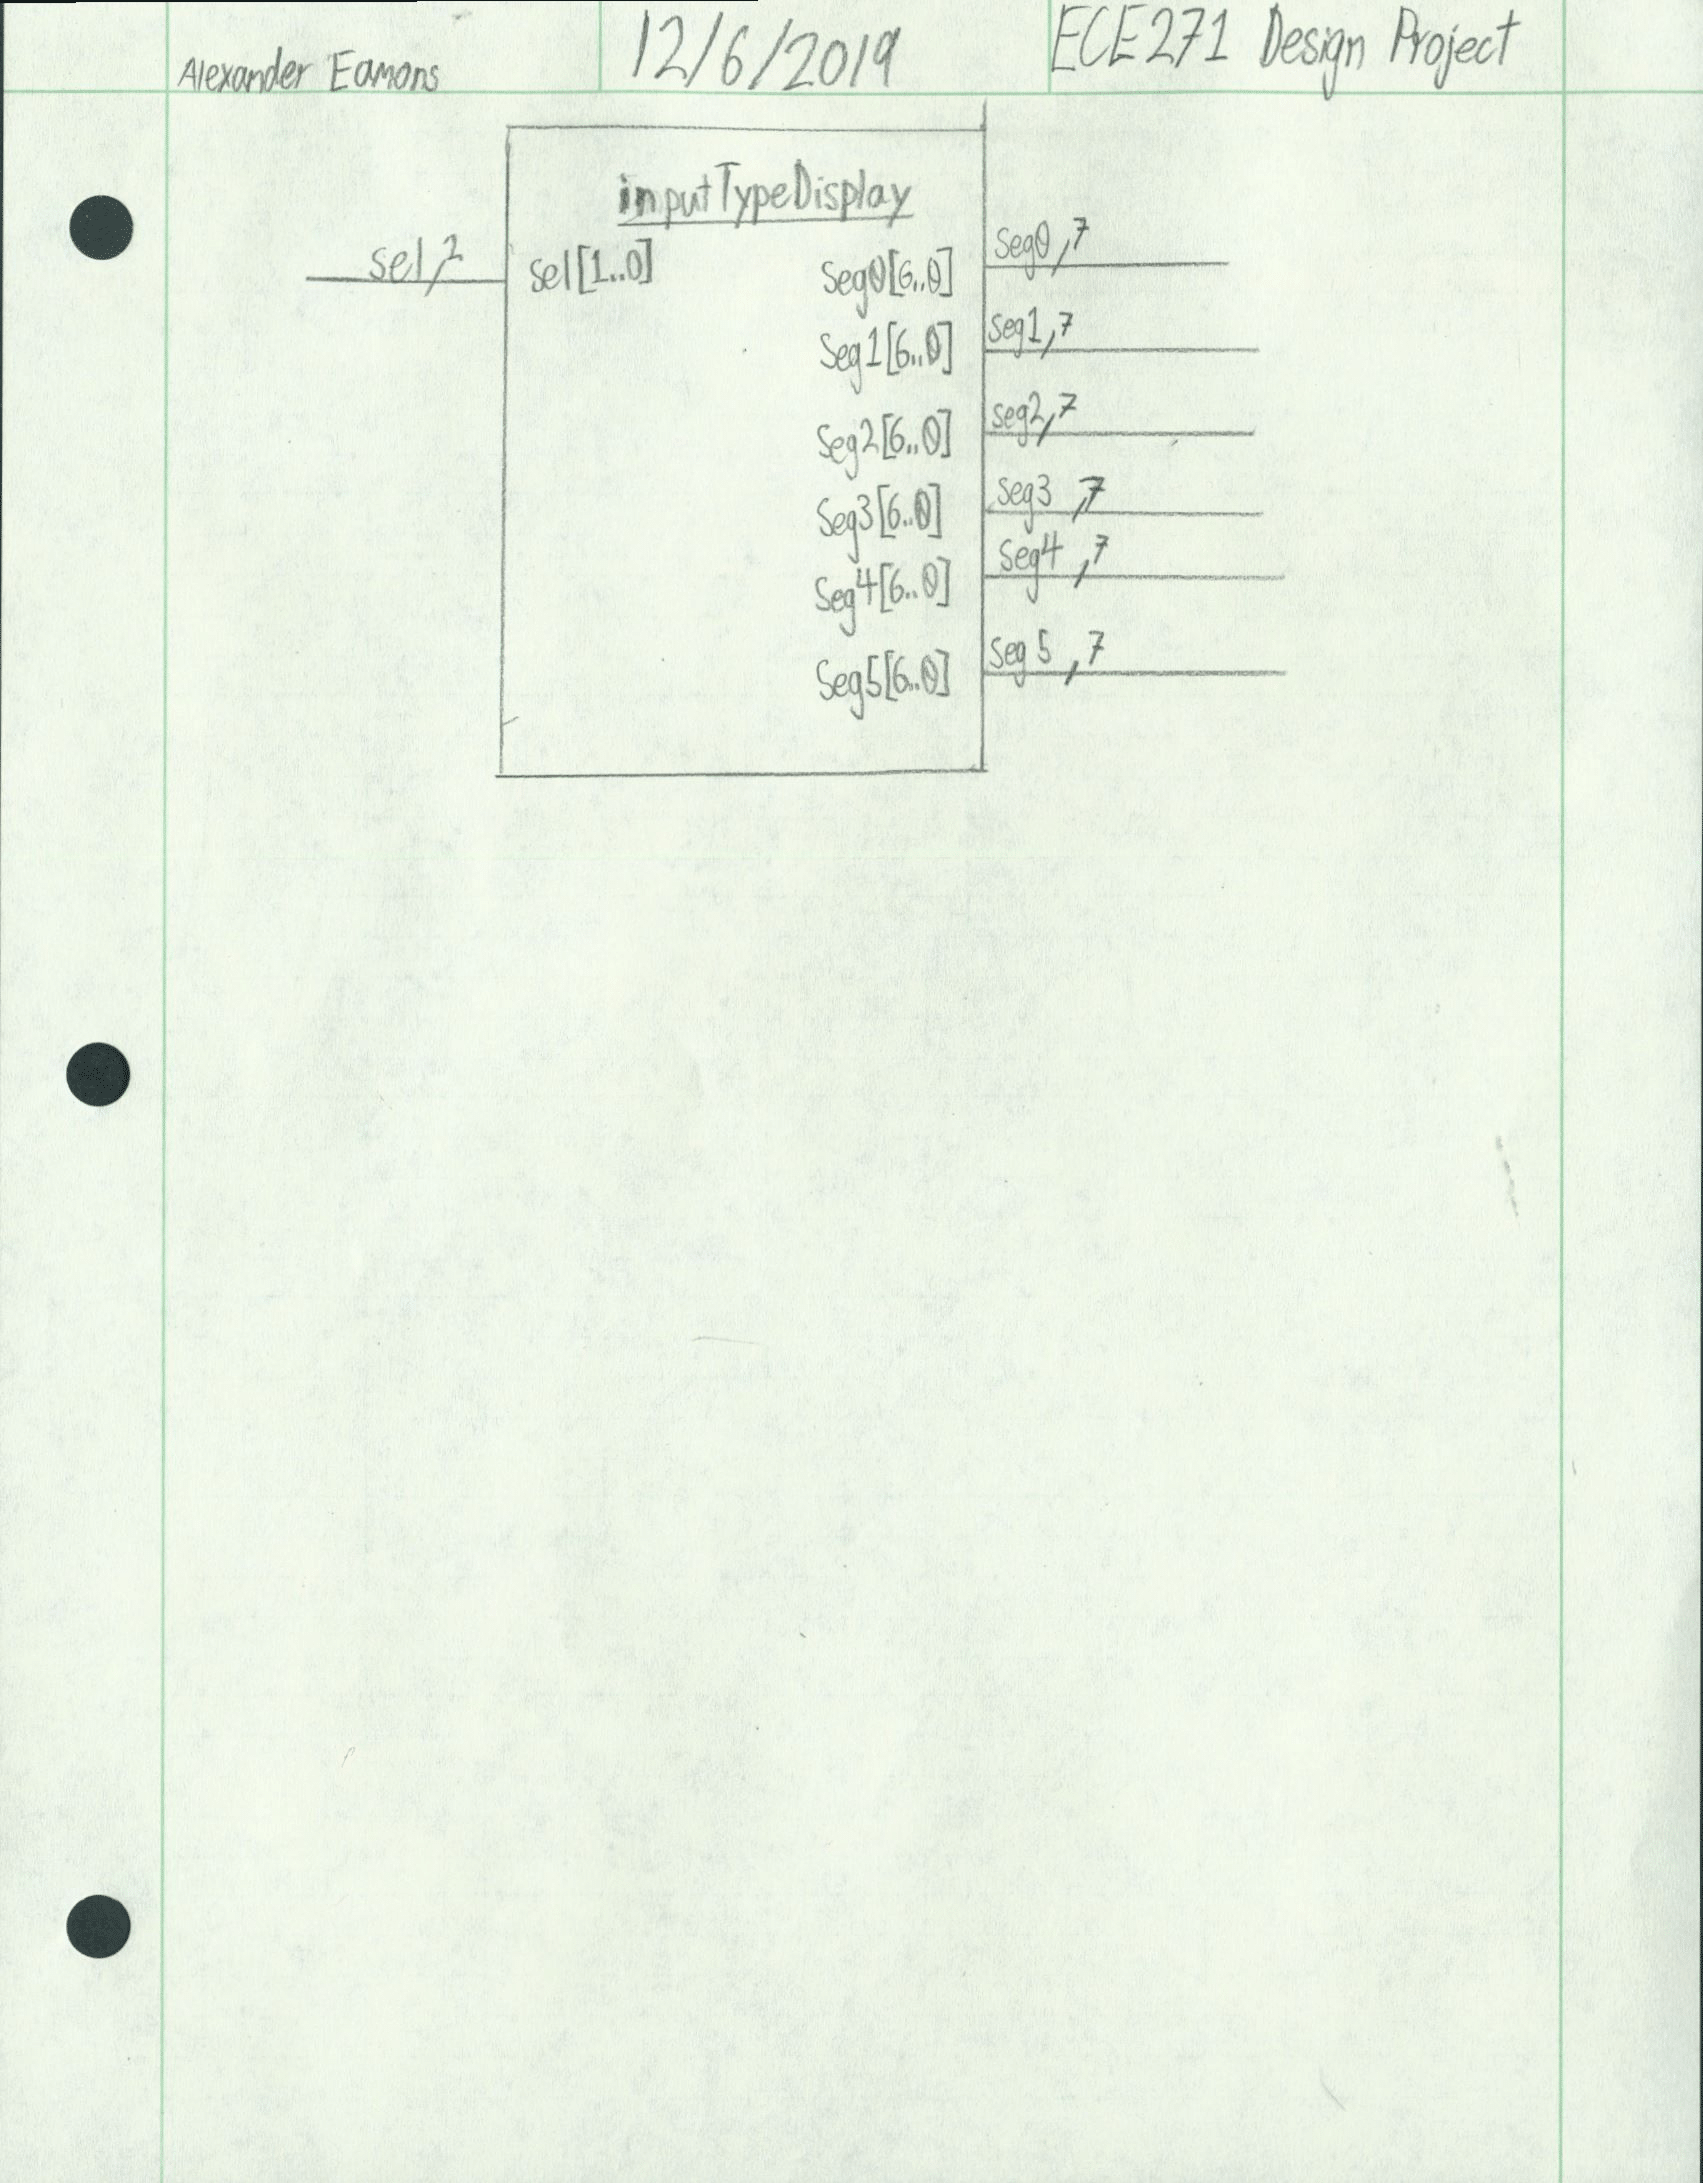 Alexander Eamons 12/6/2019 ECE271 Design Project
inputTypeDisplay
sel,2 sel[1..0] Seg0[6..0] Seg0,7
Seg1[6..0] Seg1,7
Seg2[6..0] Seg2,7
Seg3[6..0] Seg3,7
Seg4[6..0] Seg4,7
Seg5[6..0] Seg5,7